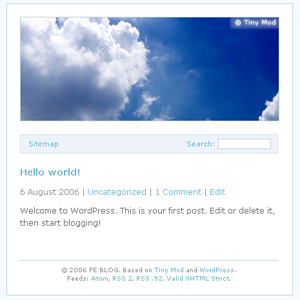 © Tiny Mod
Sitemap Search:
Hello world!
6 August 2006 | Uncategorized | 1 Comment | Edit
Welcome to WordPress. This is your first post. Edit or delete it,
then start blogging!
© 2006 FE BLOG. Based on Tiny Mod and WordPress.
Feeds: Atom, RSS 2, RSS .92. Valid XHTML Strict.